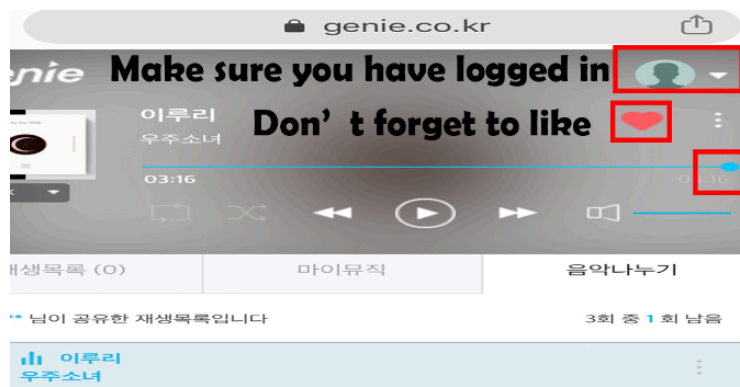 genie.co.kr
enie
Make sure you have logged in
이루리
우주소녀
Don’ t forget to like
03:16
03:16
재생목록 (0)
마이뮤직
음악나누기
** 님이 공유한 재생목록입니다
3회 중 1 회 남음
이루리
우주소녀